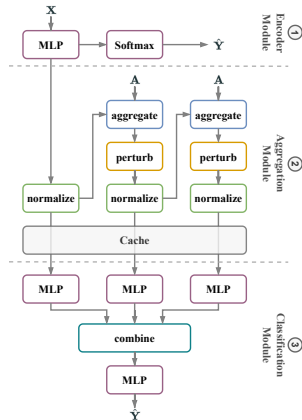 X
MLP
Softmax
Ŷ
Encoder
Module
①
A
A
aggregate
aggregate
perturb
perturb
normalize
normalize
normalize
Aggregation
Module
②
Cache
MLP
MLP
MLP
combine
MLP
Ŷ
Classification
Module
③